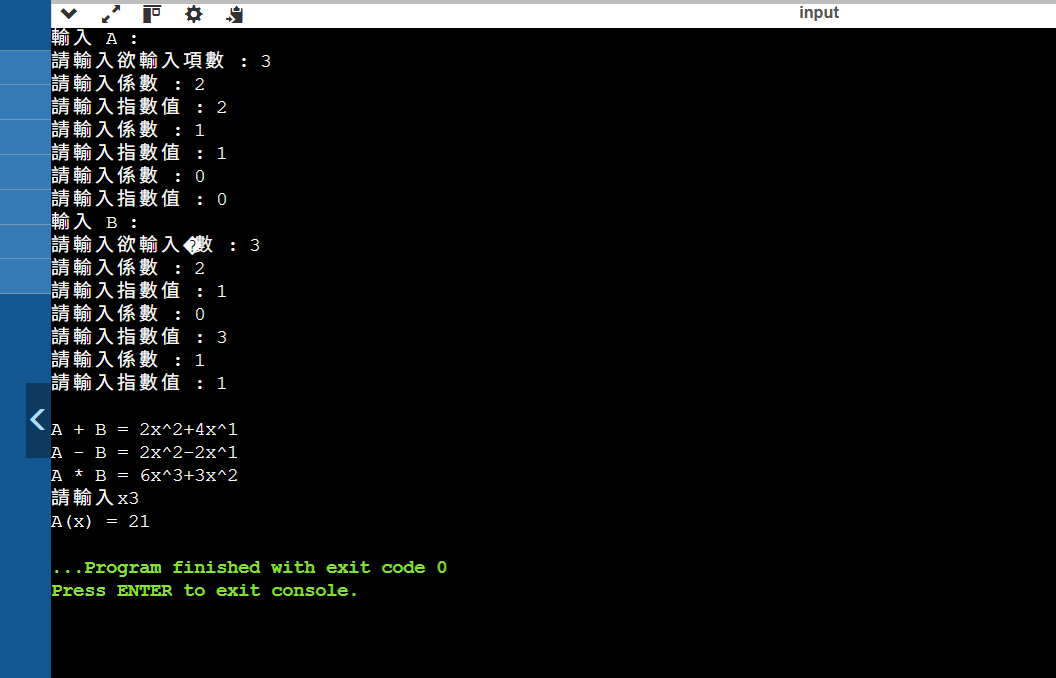 input
輸入 A :
請輸入欲輸入項數 : 3
請輸入係數 : 2
請輸入指數值 : 2
請輸入係數 : 1
請輸入指數值 : 1
請輸入係數 : 0
請輸入指數值 : 0
輸入 B :
請輸入欲輸入�數 : 3
請輸入係數 : 2
請輸入指數值 : 1
請輸入係數 : 0
請輸入指數值 : 3
請輸入係數 : 1
請輸入指數值 : 1
A + B = 2x^2+4x^1
A - B = 2x^2-2x^1
A * B = 6x^3+3x^2
請輸入x3
A(x) = 21
...Program finished with exit code 0
Press ENTER to exit console.